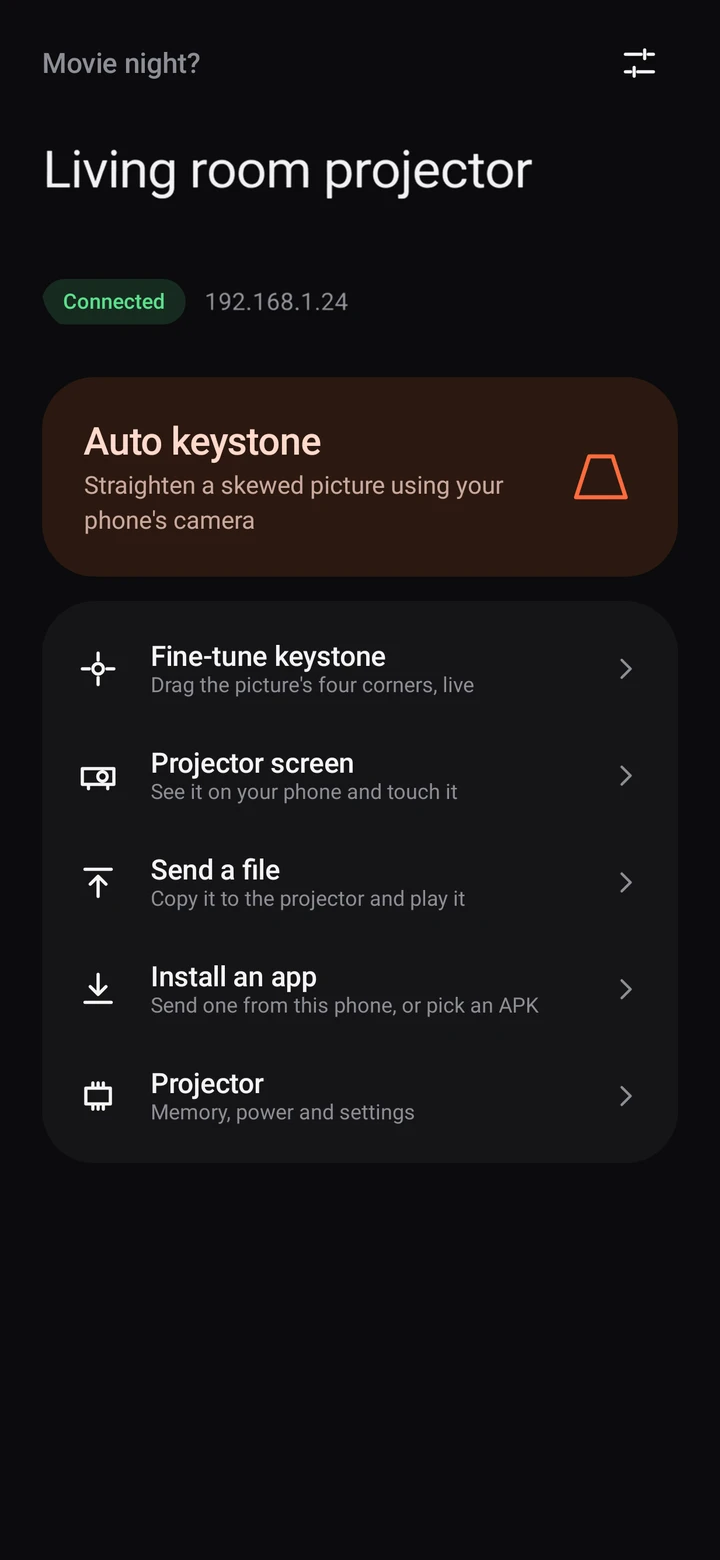 Movie night?
Living room projector
Connected 192.168.1.24
Auto keystone
Straighten a skewed picture using your
phone's camera
Fine-tune keystone
Drag the picture's four corners, live
Projector screen
See it on your phone and touch it
Send a file
Copy it to the projector and play it
Install an app
Send one from this phone, or pick an APK
Projector
Memory, power and settings